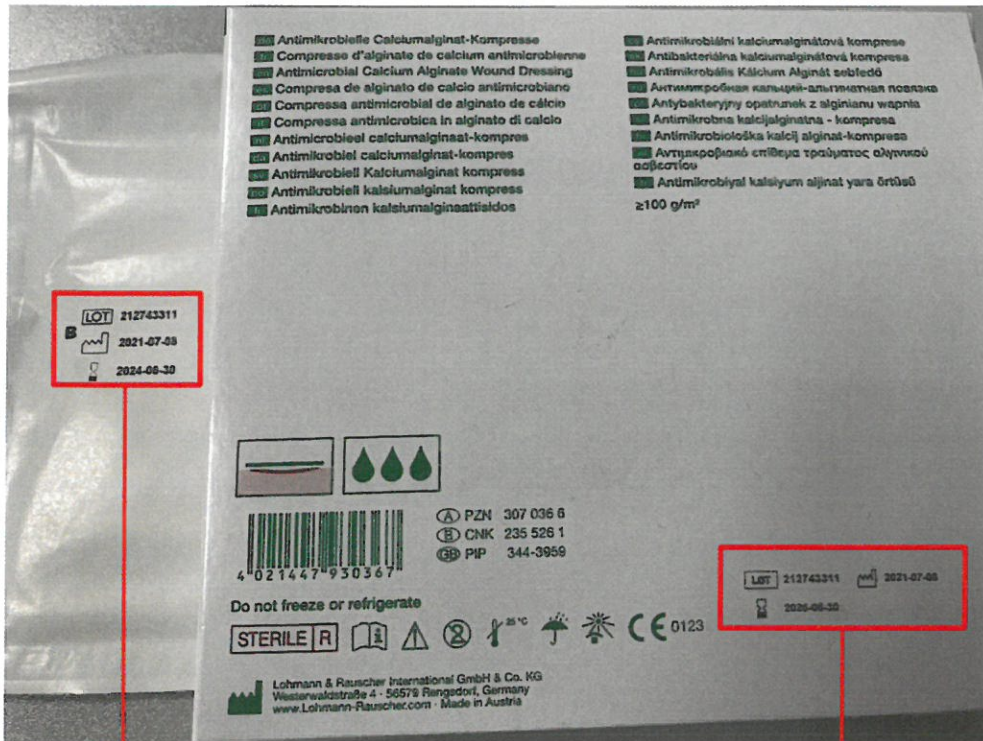 Antimikrobielle Calciumalginat-Kompresse
Compresse d'alginate de calcium antimicrobienne
Antimicrobial Calcium Alginate Wound Dressing
Compresa de alginato de calcio antimicrobiano
Compressa antimicrobial de alginato de cálcio
Compressa antimicrobica in alginato di calcio
Antimicrobieel calciumalginaat-kompres
Antimikrobiel calciumalginat-kompres
Antimikrobiell Kalciumalginat kompress
Antimikrobiell kalsiumalginat kompress
Antimikrobinen kalsiumalginaattisidos
Antimikrobiální kalciumalginátová komprese
Antibakteriálna kalciumalginátová kompresa
Antimikrobális Kálcium Alginát sebfedő
Антимикробная кальций-альгинатная повязка
Antybakteryjny opatrunek z alginianu wapnia
Antimikrobna kalcijalginatna - kompresa
Antimikrobiološka kalcij alginat-kompresa
Αντιμικροβιακό επίθεμα τραύματος αλγινικού
ασβεστίου
Antimikrobiyal kalsiyum aljinat yara örtüsü
≥100 g/m²
LOT 212743311
B
2021-07-08
2024-06-30
A PZN 307 036 6
B CNK 235 526 1
GB PIP 344-3959
4 021447 930367
LOT 212743311 2021-07-08
2026-06-30
Do not freeze or refrigerate
STERILE R
25 °C
CE 0123
Lohmann & Rauscher International GmbH & Co. KG
Westerwaldstraße 4 - 56579 Rengsdorf, Germany
www.Lohmann-Rauscher.com · Made in Austria